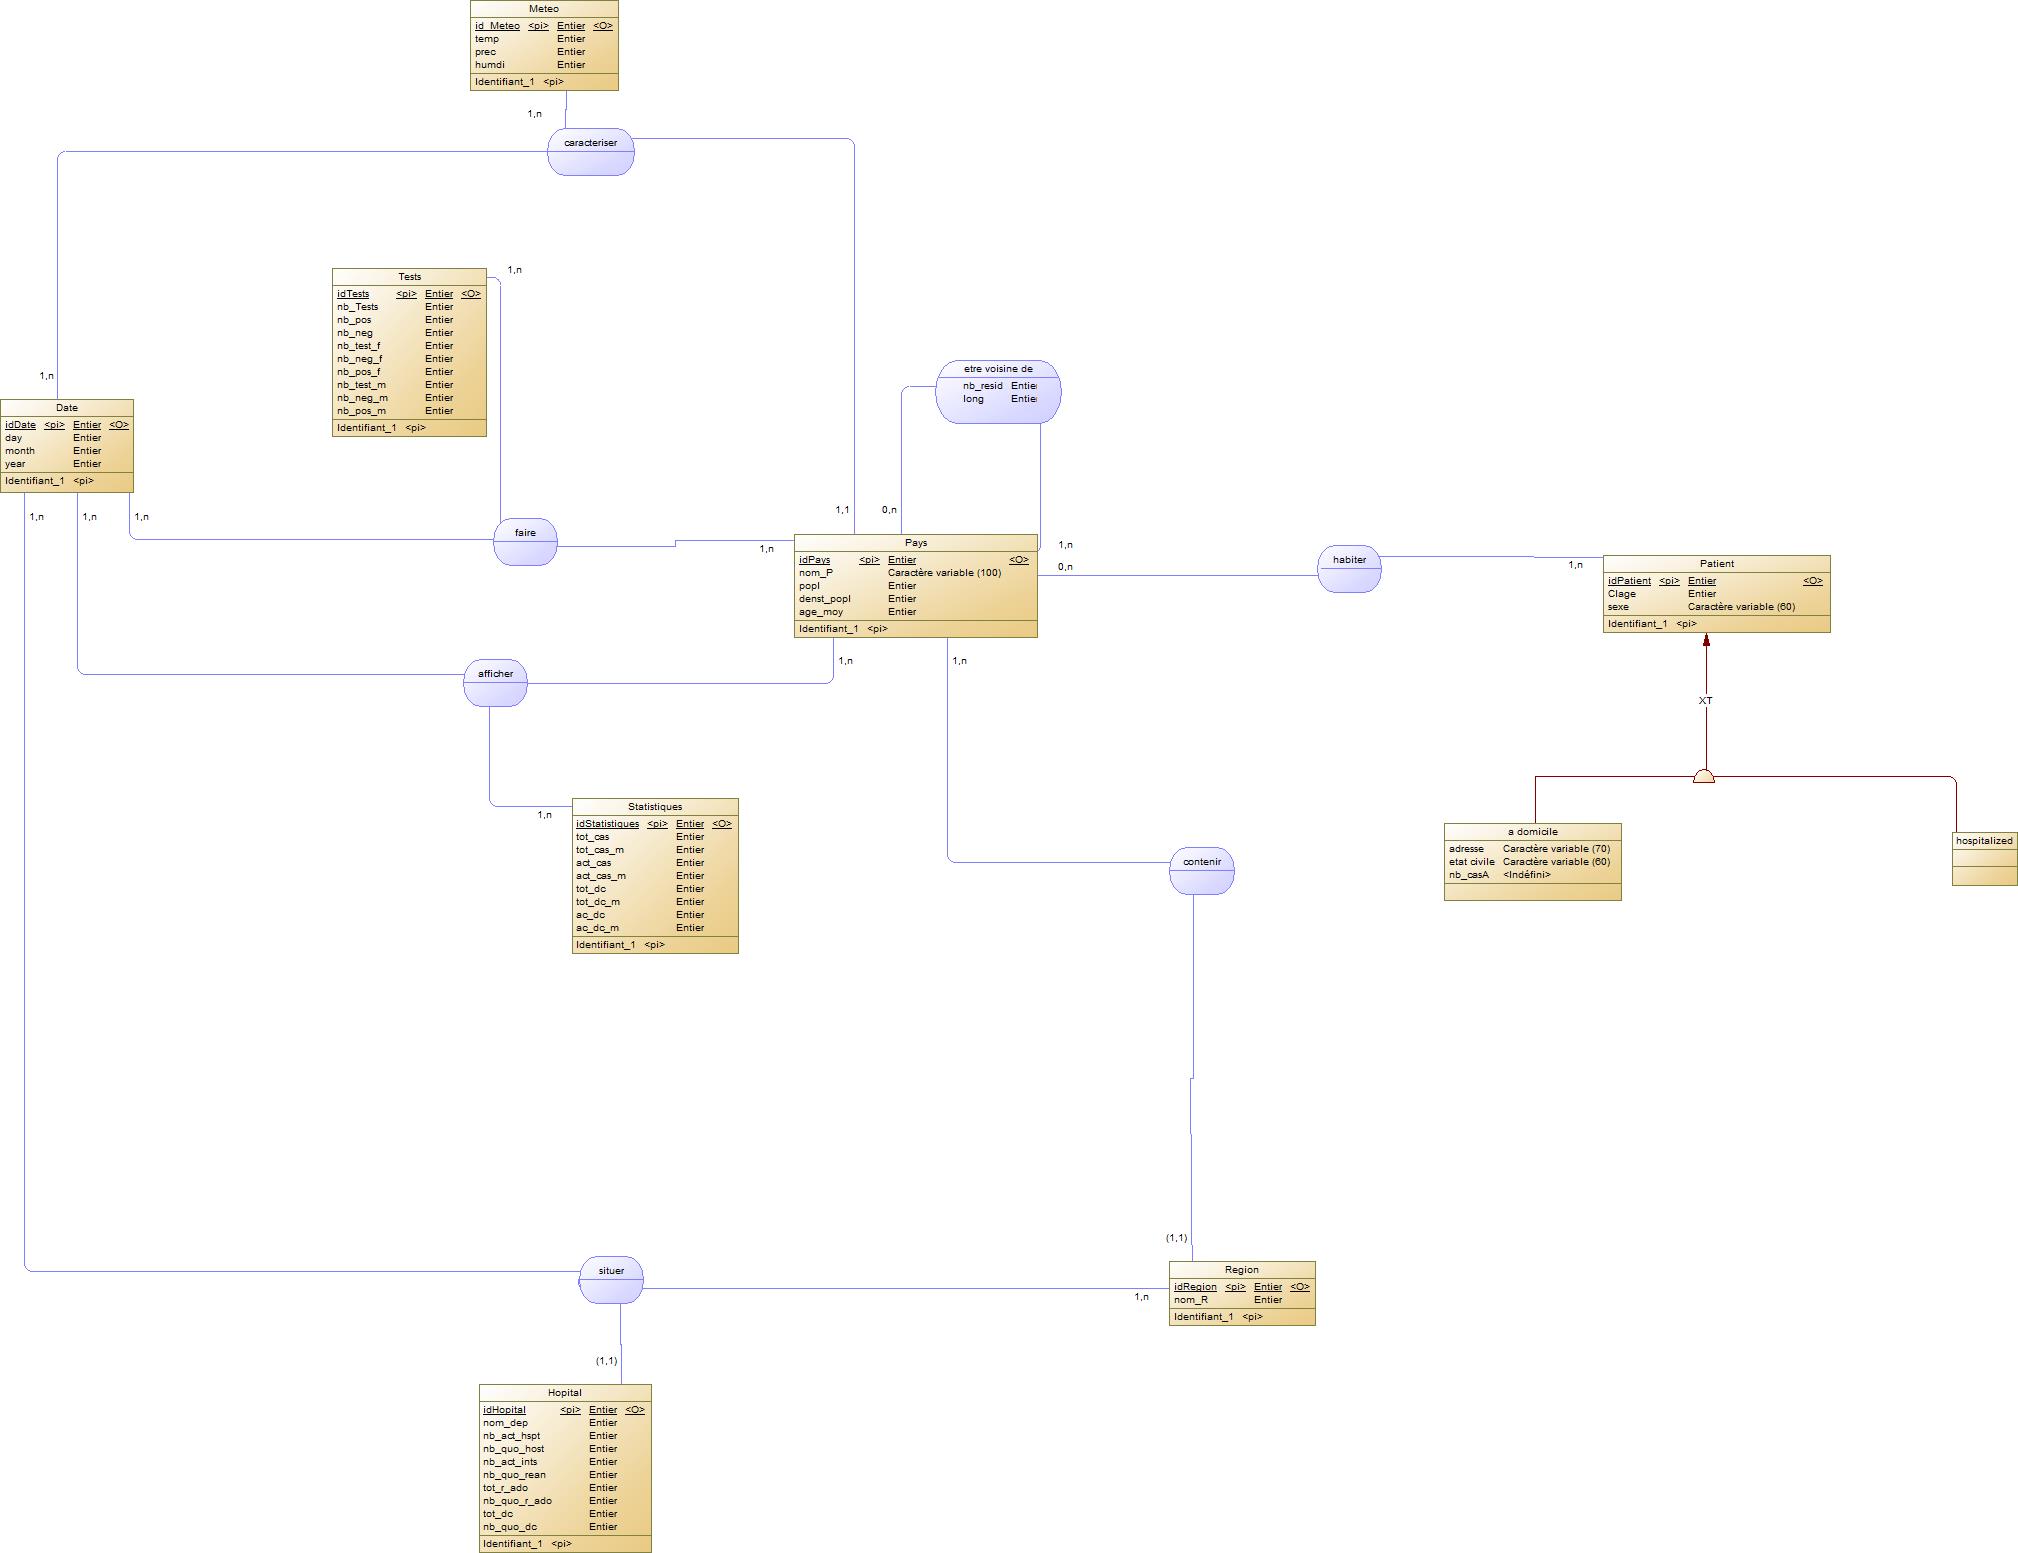 Meteo
id_Meteo <pi> Entier <O>
temp Entier
prec Entier
humdi Entier
Identifiant_1 <pi>
1,n
caracteriser
Tests
idTests <pi> Entier <O>
nb_Tests Entier
nb_pos Entier
nb_neg Entier
nb_test_f Entier
nb_neg_f Entier
nb_pos_f Entier
nb_test_m Entier
nb_neg_m Entier
nb_pos_m Entier
Identifiant_1 <pi>
1,n
1,n
Date
idDate <pi> Entier <O>
day Entier
month Entier
year Entier
Identifiant_1 <pi>
1,n
1,n
1,n
faire
1,n
1,1
etre voisine de
nb_resid Entier
long Entier
0,n
1,n
0,n
Pays
idPays <pi> Entier <O>
nom_P Caractère variable (100)
popl Entier
denst_popl Entier
age_moy Entier
Identifiant_1 <pi>
habiter
1,n
Patient
idPatient <pi> Entier <O>
Clage Entier
sexe Caractère variable (60)
Identifiant_1 <pi>
XT
a domicile
adresse Caractère variable (70)
etat civile Caractère variable (60)
nb_casA <Indéfini>
hospitalized
1,n
1,n
afficher
1,n
Statistiques
idStatistiques <pi> Entier <O>
tot_cas Entier
tot_cas_m Entier
act_cas Entier
act_cas_m Entier
tot_dc Entier
tot_dc_m Entier
ac_dc Entier
ac_dc_m Entier
Identifiant_1 <pi>
contenir
(1,1)
Region
idRegion <pi> Entier <O>
nom_R Entier
Identifiant_1 <pi>
situer
1,n
(1,1)
Hopital
idHopital <pi> Entier <O>
nom_dep Entier
nb_act_hspt Entier
nb_quo_host Entier
nb_act_ints Entier
nb_quo_rean Entier
tot_r_ado Entier
nb_quo_r_ado Entier
tot_dc Entier
nb_quo_dc Entier
Identifiant_1 <pi>